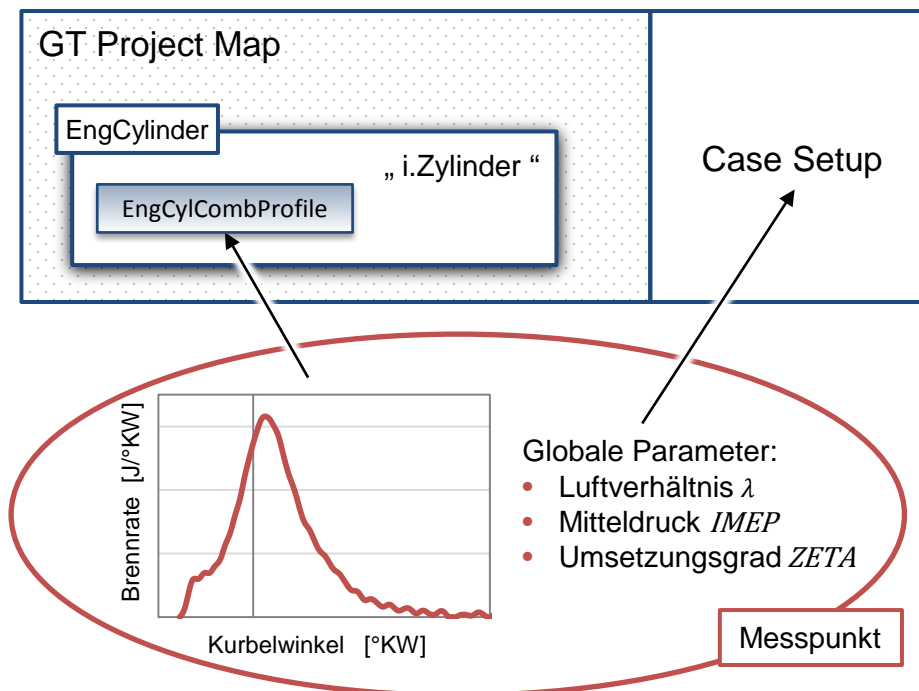 GT Project Map
EngCylinder
„ i.Zylinder “
EngCylCombProfile
Case Setup
Brennrate [J/°KW]
Kurbelwinkel [°KW]
Globale Parameter:
• Luftverhältnis λ
• Mitteldruck IMEP
• Umsetzungsgrad ZETA
Messpunkt